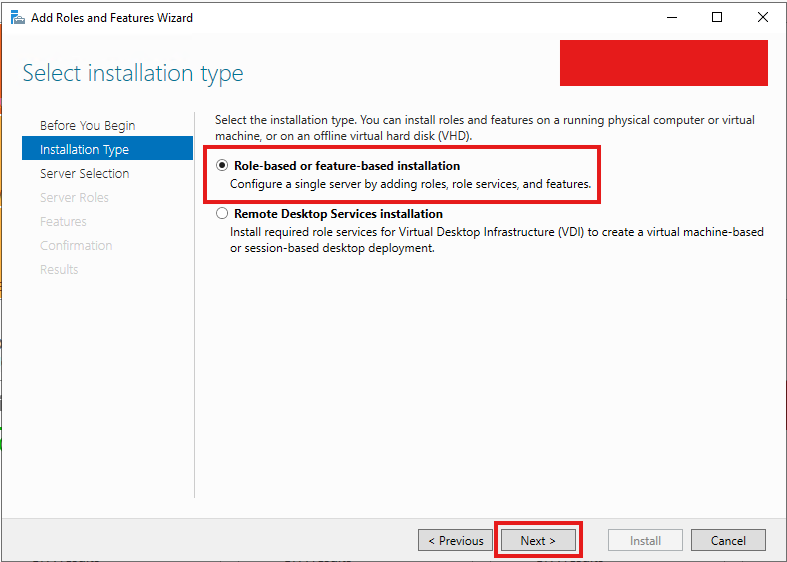 Add Roles and Features Wizard
Select installation type
Before You Begin
Installation Type
Server Selection
Server Roles
Features
Confirmation
Results
Select the installation type. You can install roles and features on a running physical computer or virtual
machine, or on an offline virtual hard disk (VHD).
Role-based or feature-based installation
Configure a single server by adding roles, role services, and features.
Remote Desktop Services installation
Install required role services for Virtual Desktop Infrastructure (VDI) to create a virtual machine-based
or session-based desktop deployment.
< Previous
Next >
Install
Cancel